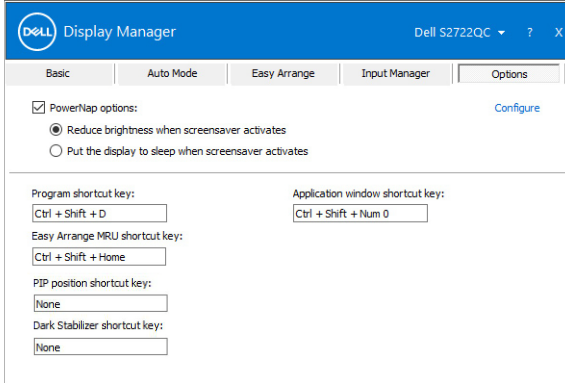 DELL Display Manager Dell S2722QC ? X
Basic Auto Mode Easy Arrange Input Manager Options
PowerNap options: Configure
Reduce brightness when screensaver activates
Put the display to sleep when screensaver activates
Program shortcut key: Application window shortcut key:
Ctrl + Shift + D Ctrl + Shift + Num 0
Easy Arrange MRU shortcut key:
Ctrl + Shift + Home
PIP position shortcut key:
None
Dark Stabilizer shortcut key:
None